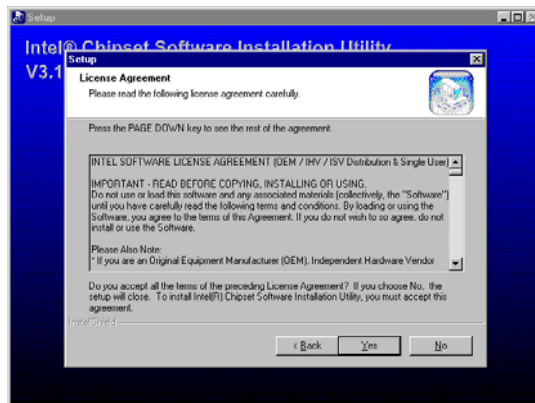 Setup
Intel® Chipset Software Installation Utility
V3.1
Setup
License Agreement
Please read the following license agreement carefully.
Press the PAGE DOWN key to see the rest of the agreement.
INTEL SOFTWARE LICENSE AGREEMENT (OEM / IHV / ISV Distribution & Single User)
IMPORTANT - READ BEFORE COPYING, INSTALLING OR USING.
Do not use or load this software and any associated materials (collectively, the "Software")
until you have carefully read the following terms and conditions. By loading or using the
Software, you agree to the terms of this Agreement. If you do not wish to so agree, do not
install or use the Software.
Please Also Note:
* If you are an Original Equipment Manufacturer (OEM), Independent Hardware Vendor
Do you accept all the terms of the preceding License Agreement? If you choose No, the
setup will close. To install Intel(R) Chipset Software Installation Utility, you must accept this
agreement.
InstallShield
< Back
Yes
No